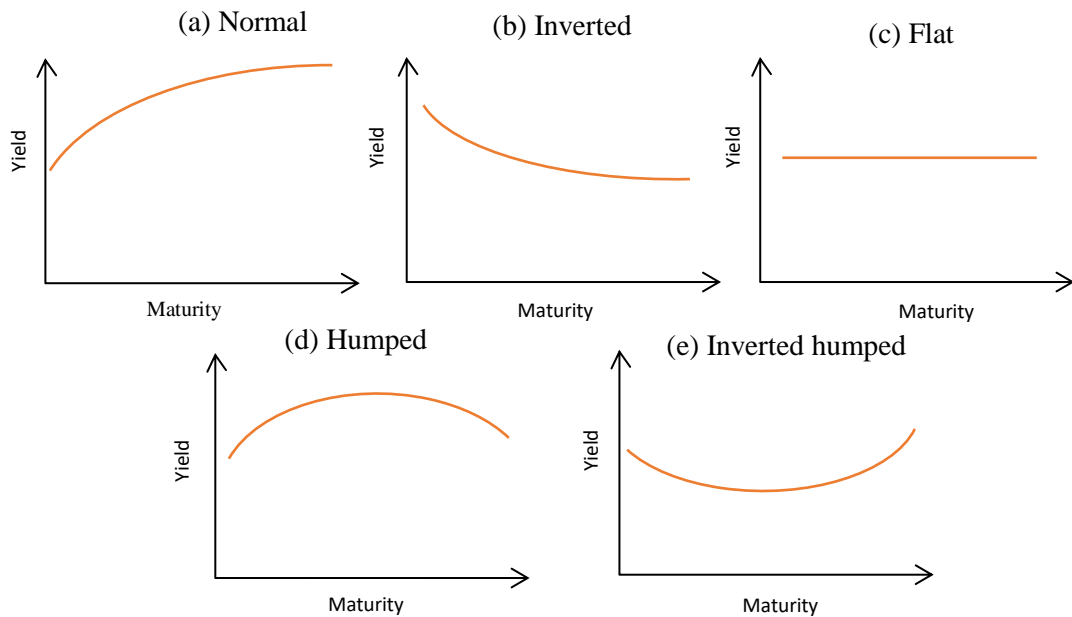 (a) Normal
(b) Inverted
(c) Flat
Yield
Yield
Yield
Maturity
Maturity
Maturity
(d) Humped
(e) Inverted humped
Yield
Yield
Maturity
Maturity